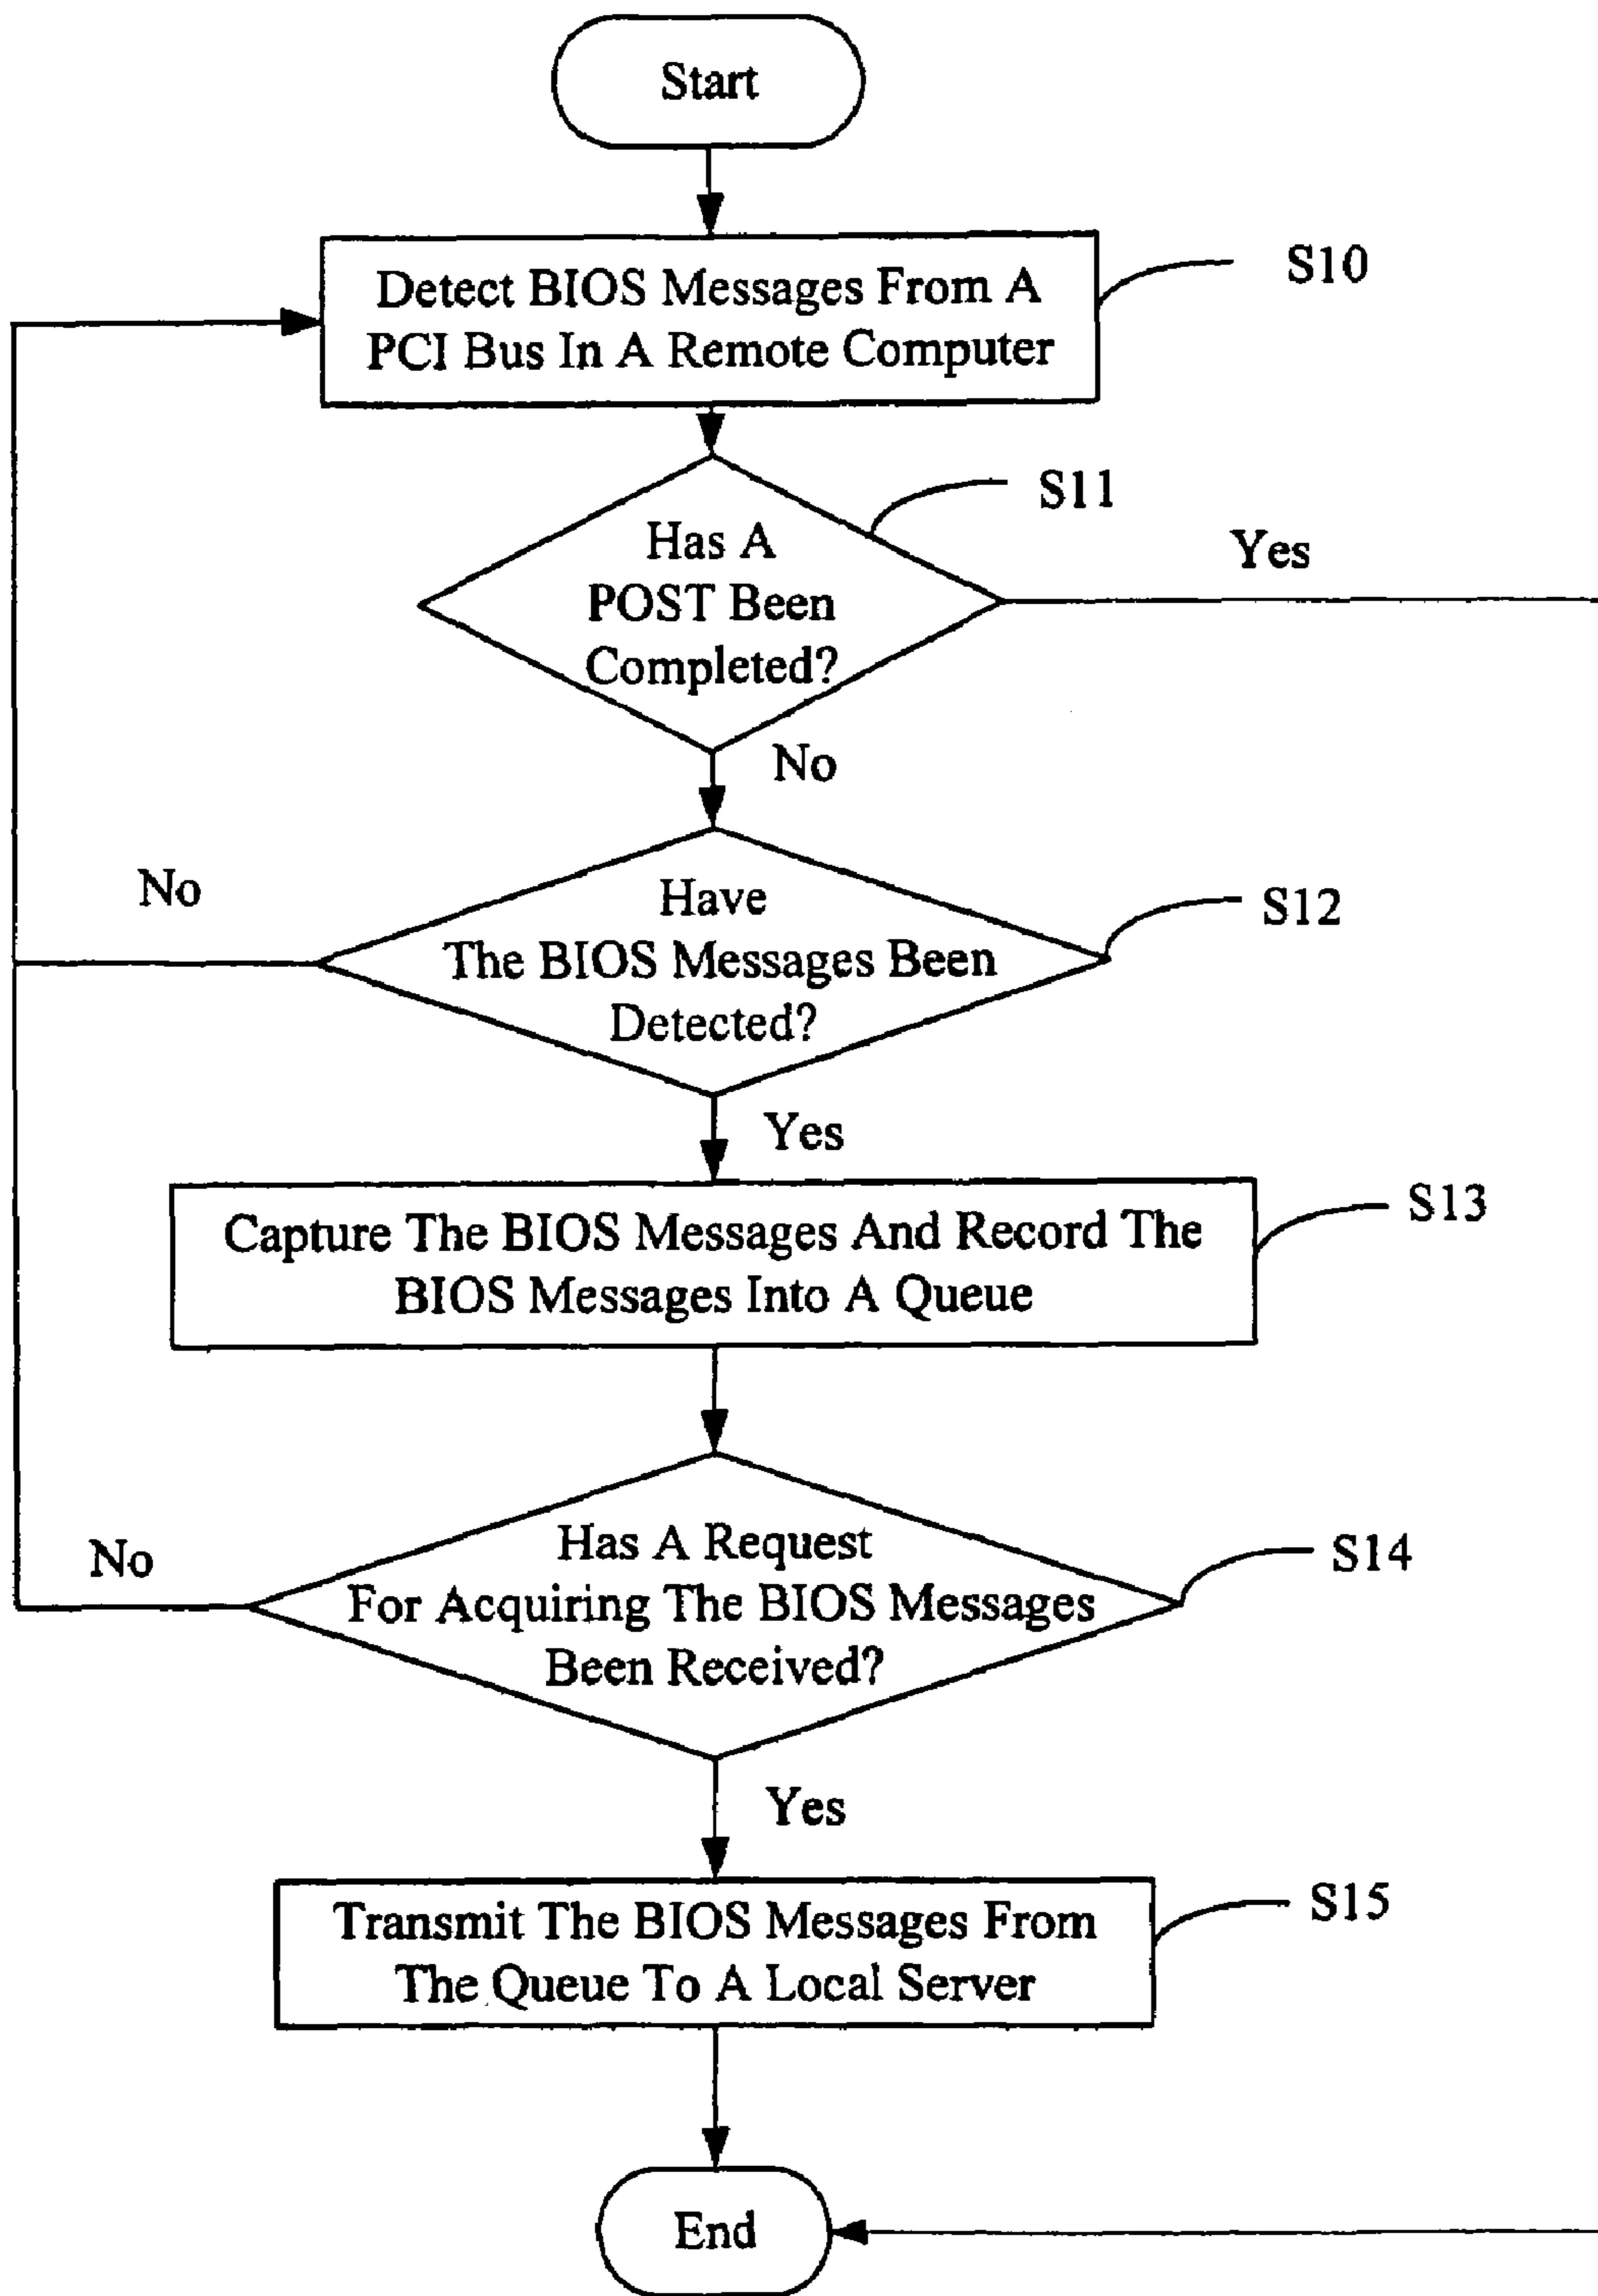 Start
Detect BIOS Messages From A
PCI Bus In A Remote Computer
S10
Has A
POST Been
Completed?
S11
Yes
No
Have
The BIOS Messages Been
Detected?
S12
No
Yes
Capture The BIOS Messages And Record The
BIOS Messages Into A Queue
S13
Has A Request
For Acquiring The BIOS Messages
Been Received?
S14
No
Yes
Transmit The BIOS Messages From
The Queue To A Local Server
S15
End